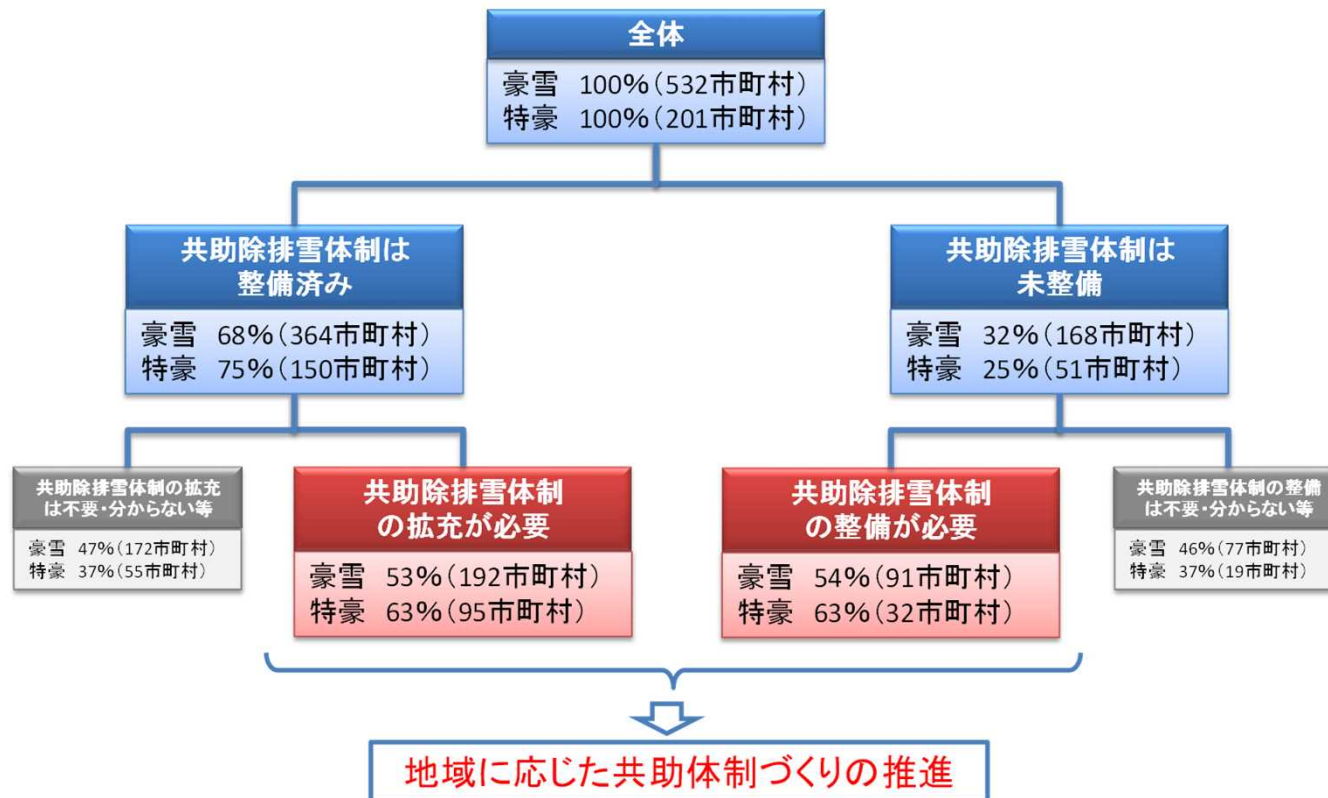 全体
豪雪 100%(532市町村)
特豪 100%(201市町村)
共助除排雪体制は
整備済み
豪雪 68%(364市町村)
特豪 75%(150市町村)
共助除排雪体制は
未整備
豪雪 32%(168市町村)
特豪 25%(51市町村)
共助除排雪体制の拡充
は不要・分からない等
豪雪 47%(172市町村)
特豪 37%(55市町村)
共助除排雪体制
の拡充が必要
豪雪 53%(192市町村)
特豪 63%(95市町村)
共助除排雪体制
の整備が必要
豪雪 54%(91市町村)
特豪 63%(32市町村)
共助除排雪体制の整備
は不要・分からない等
豪雪 46%(77市町村)
特豪 37%(19市町村)
地域に応じた共助体制づくりの推進